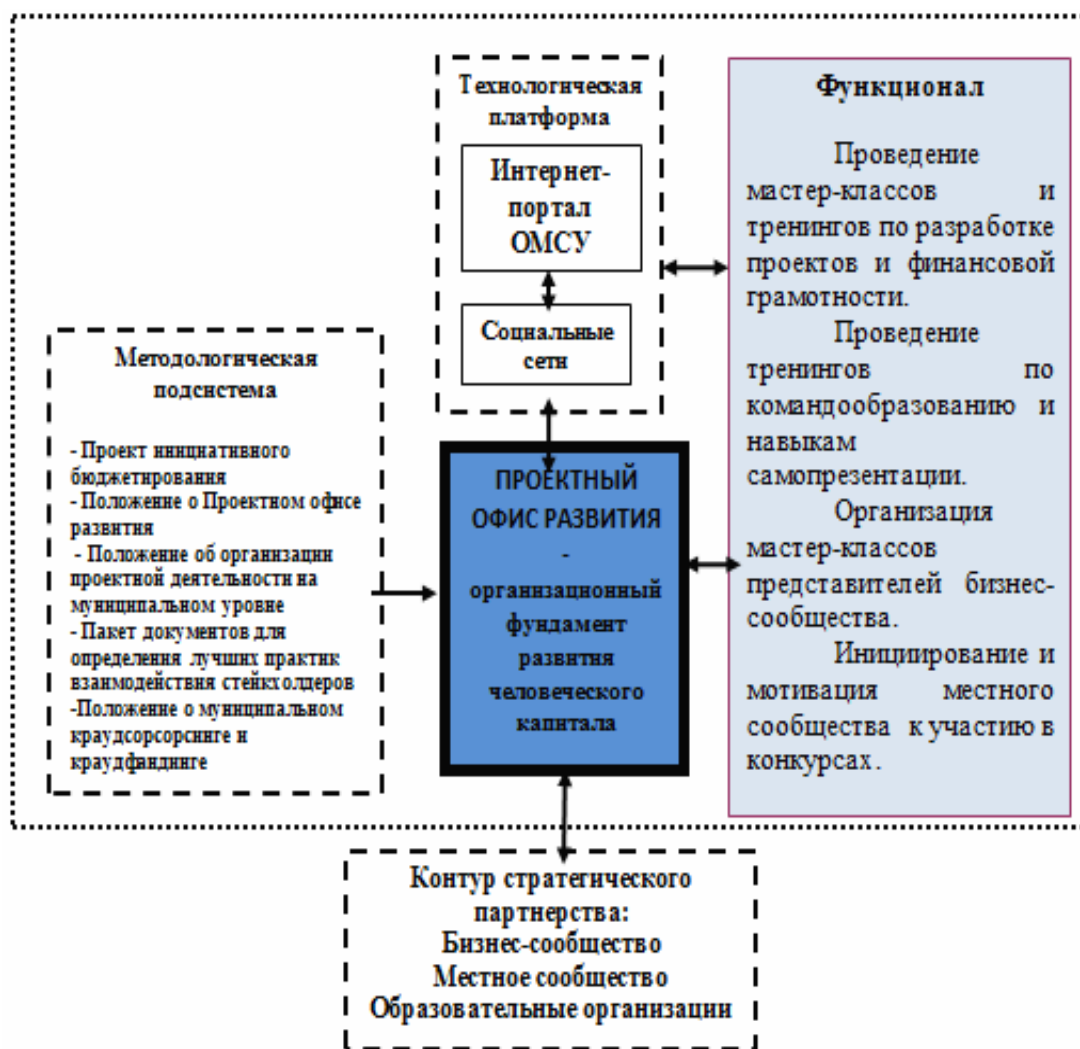 Технологическая
платформа
Интернет-
портал
ОМСУ
Социальные
сети
Функционал
Проведение
мастер-классов и
тренингов по разработке
проектов и финансовой
грамотности.
Проведение
тренингов по
командообразованию и
навыкам
самопрезентации.
Организация
мастер-классов
представителей бизнес-
сообщества.
Инициирование и
мотивация местного
сообщества к участию в
конкурсах.
Методологическая
подсистема
- Проект инициативного
бюджетирования
- Положение о Проектном офисе
развития
- Положение об организации
проектной деятельности на
муниципальном уровне
- Пакет документов для
определения лучших практик
взаимодействия стейкхолдеров
-Положение о муниципальном
краудсорсорсинге и
краудфандинге
ПРОЕКТНЫЙ
ОФИС РАЗВИТИЯ
-
организационный
фундамент
развития
человеческого
капитала
Контур стратегического
партнерства:
Бизнес-сообщество
Местное сообщество
Образовательные организации